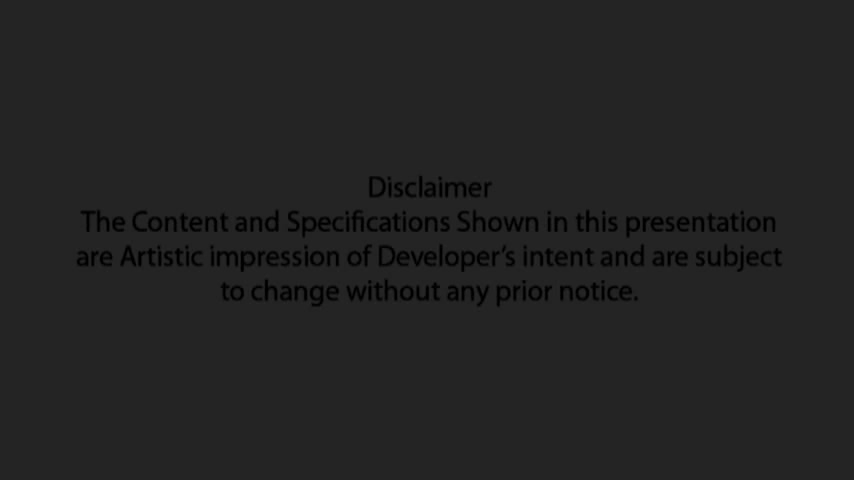 Disclaimer
The Content and Specifications Shown in this presentation
are Artistic impression of Developer’s intent and are subject
to change without any prior notice.